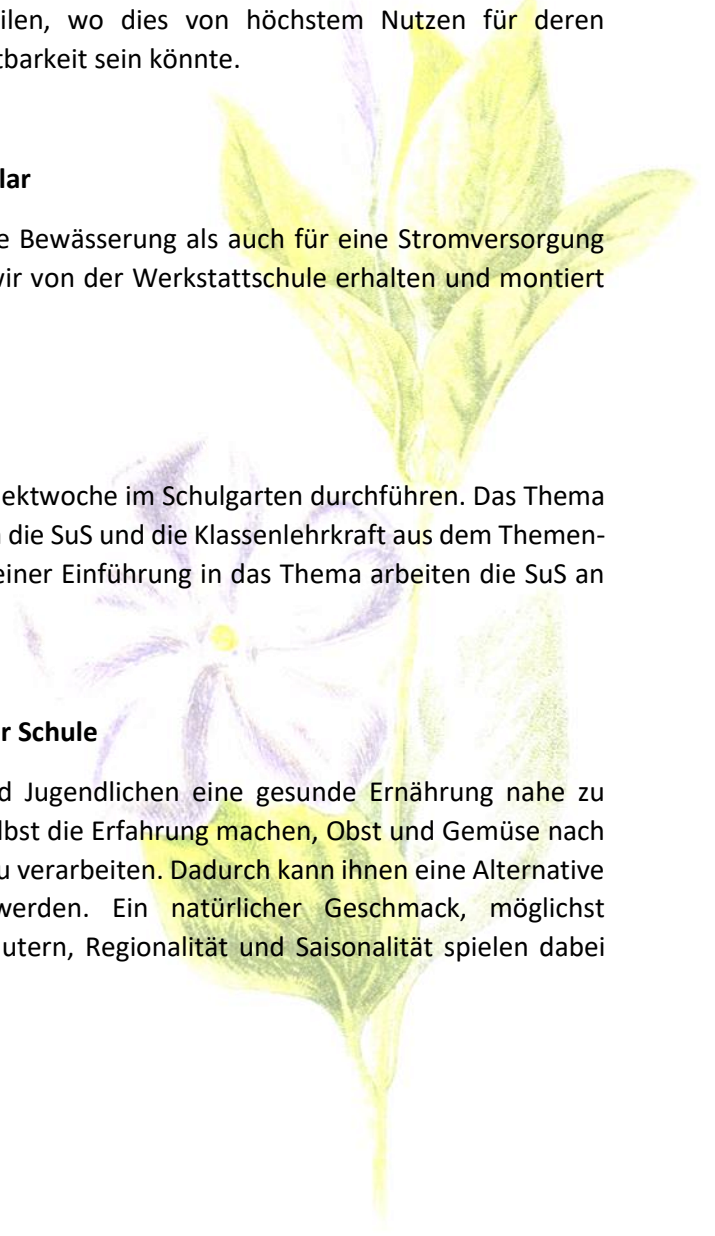 ilen, wo dies von höchstem Nutzen für deren
tbarkeit sein könnte.
lar
e Bewässerung als auch für eine Stromversorgung
vir von der Werkstattschule erhalten und montiert
ektwoche im Schulgarten durchführen. Das Thema
die SuS und die Klassenlehrkraft aus dem Themen-
einer Einführung in das Thema arbeiten die SuS an
r Schule
d Jugendlichen eine gesunde Ernährung nahe zu
lbst die Erfahrung machen, Obst und Gemüse nach
u verarbeiten. Dadurch kann ihnen eine Alternative
werden. Ein natürlicher Geschmack, möglichst
utern, Regionalität und Saisonalität spielen dabei